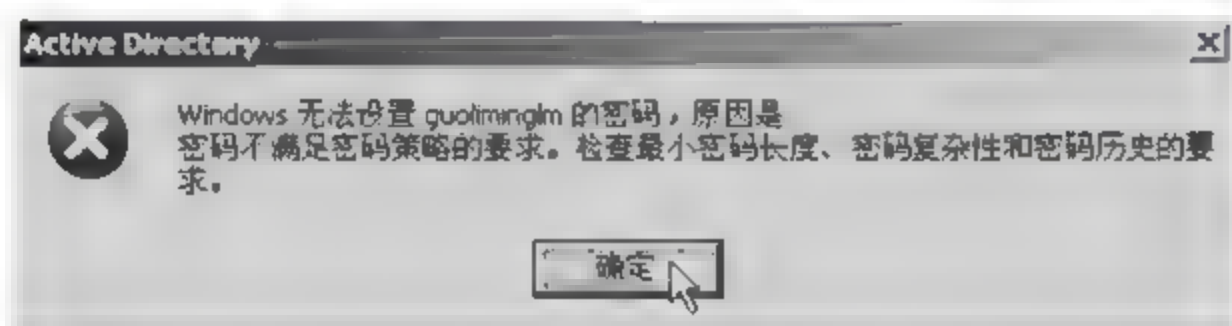 Active Directory
Windows 无法设置 guoliminglm 的密码，原因是
密码不满足密码策略的要求。检查最小密码长度、密码复杂性和密码历史的要
求。
确定